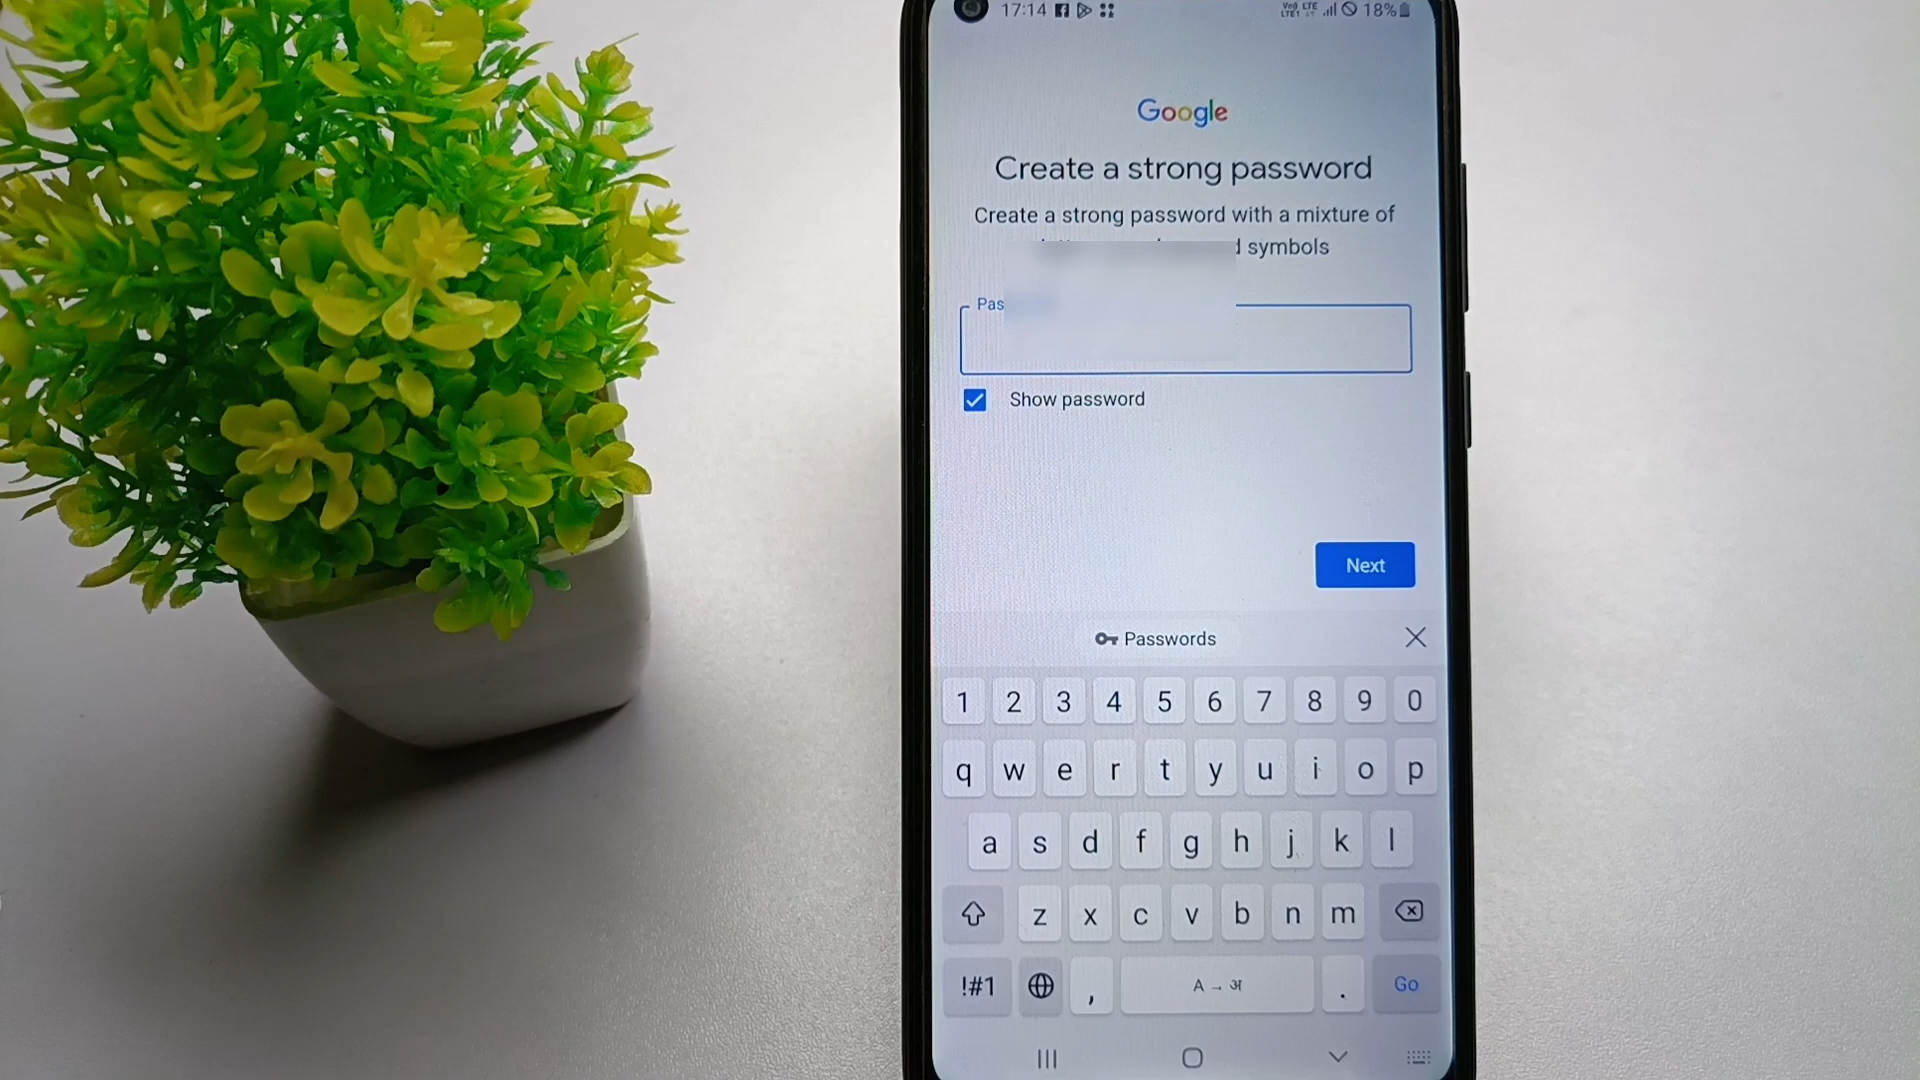 17:14 18%
Google
Create a strong password
Create a strong password with a mixture of
symbols
Pas
Show password
Next
Passwords
1 2 3 4 5 6 7 8 9 0
q w e r t y u i o p
a s d f g h j k l
z x c v b n m
!#1 , A → अ . Go